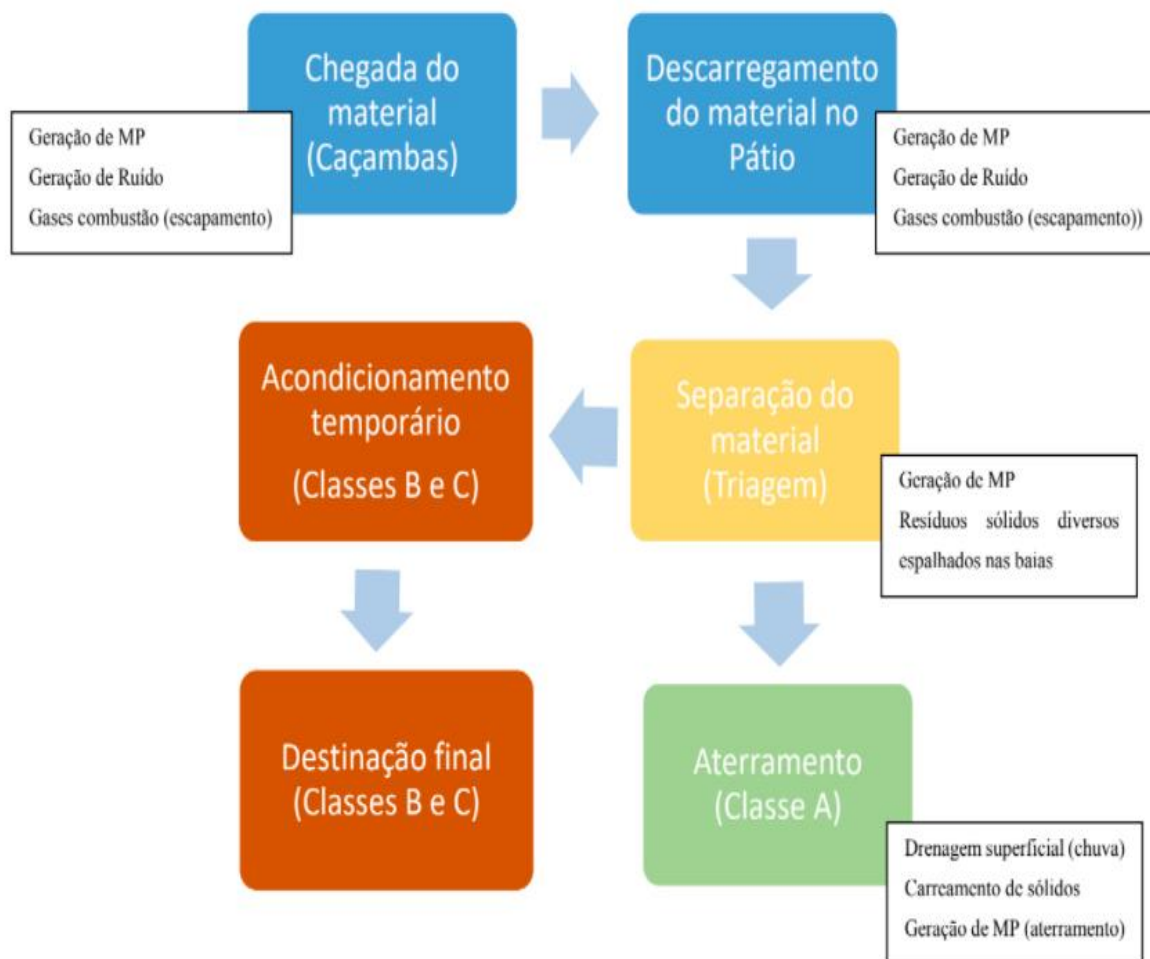 Chegada do
material
(Caçambas)
Geração de MP
Geração de Ruído
Gases combustão (escapamento)
Descarregamento
do material no
Pátio
Geração de MP
Geração de Ruído
Gases combustão (escapamento))
Acondicionamento
temporário
(Classes B e C)
Separação do
material
(Triagem)
Geração de MP
Resíduos sólidos diversos
espalhados nas baias
Destinação final
(Classes B e C)
Aterramento
(Classe A)
Drenagem superficial (chuva)
Carreamento de sólidos
Geração de MP (aterramento)